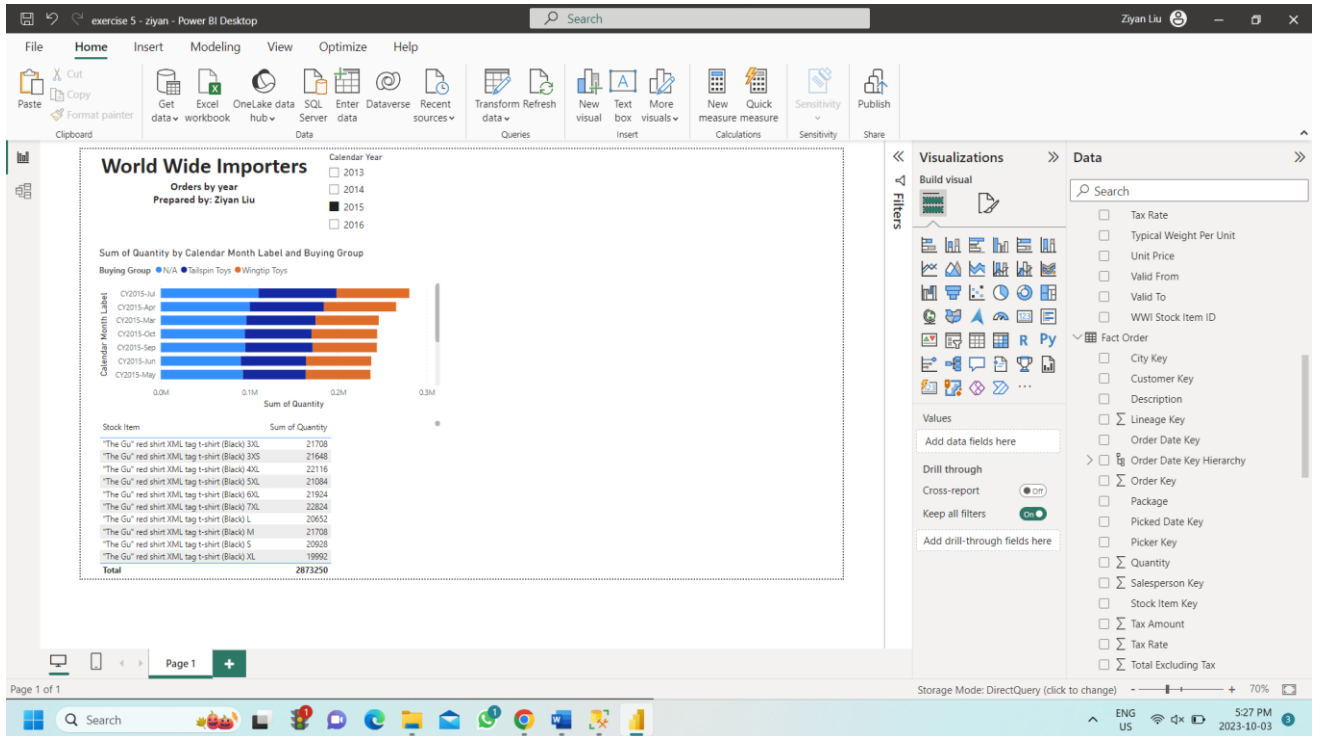 exercise 5 - ziyan - Power BI Desktop
Search
Ziyan Liu
File Home Insert Modeling View Optimize Help
Paste
Cut
Copy
Format painter
Clipboard
Get data
Excel workbook
OneLake data hub
SQL Server
Enter data
Dataverse
Recent sources
Data
Transform data
Refresh
Queries
New visual
Text box
More visuals
Insert
New measure
Quick measure
Calculations
Sensitivity
Sensitivity
Publish
Share
World Wide Importers
Orders by year
Prepared by: Ziyan Liu
Calendar Year
2013
2014
2015
2016
Sum of Quantity by Calendar Month Label and Buying Group
Buying Group N/A Tailspin Toys Wingtip Toys
Calendar Month Label
CY2015-Jul
CY2015-Apr
CY2015-Mar
CY2015-Oct
CY2015-Sep
CY2015-Jun
CY2015-May
0.0M 0.1M 0.2M 0.3M
Sum of Quantity
Stock Item Sum of Quantity
"The Gu" red shirt XML tag t-shirt (Black) 3XL 21708
"The Gu" red shirt XML tag t-shirt (Black) 3XS 21648
"The Gu" red shirt XML tag t-shirt (Black) 4XL 22116
"The Gu" red shirt XML tag t-shirt (Black) 5XL 21084
"The Gu" red shirt XML tag t-shirt (Black) 6XL 21924
"The Gu" red shirt XML tag t-shirt (Black) 7XL 22824
"The Gu" red shirt XML tag t-shirt (Black) L 20652
"The Gu" red shirt XML tag t-shirt (Black) M 21708
"The Gu" red shirt XML tag t-shirt (Black) S 20928
"The Gu" red shirt XML tag t-shirt (Black) XL 19992
Total 2873250
Filters
Visualizations
Build visual
R Py
123
Values
Add data fields here
Drill through
Cross-report Off
Keep all filters On
Add drill-through fields here
Data
Search
Tax Rate
Typical Weight Per Unit
Unit Price
Valid From
Valid To
WWI Stock Item ID
Fact Order
City Key
Customer Key
Description
Lineage Key
Order Date Key
Order Date Key Hierarchy
Order Key
Package
Picked Date Key
Picker Key
Quantity
Salesperson Key
Stock Item Key
Tax Amount
Tax Rate
Total Excluding Tax
Page 1
Page 1 of 1
Storage Mode: DirectQuery (click to change)
70%
Search
ENG
US
5:27 PM
2023-10-03
3